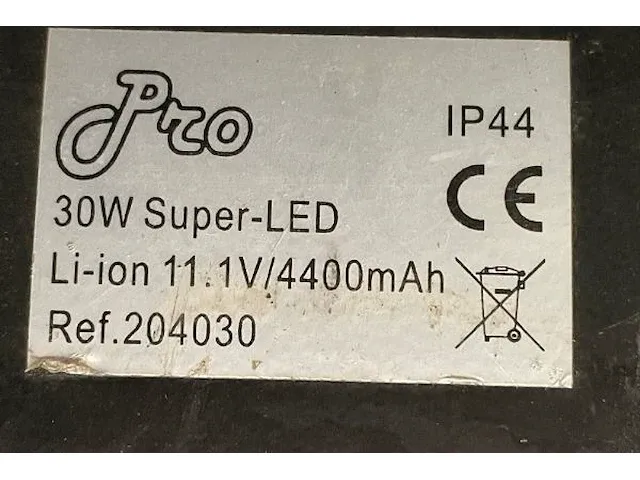 Pro
IP44
CE
30W Super-LED
Li-ion 11.1V/4400mAh
Ref.204030